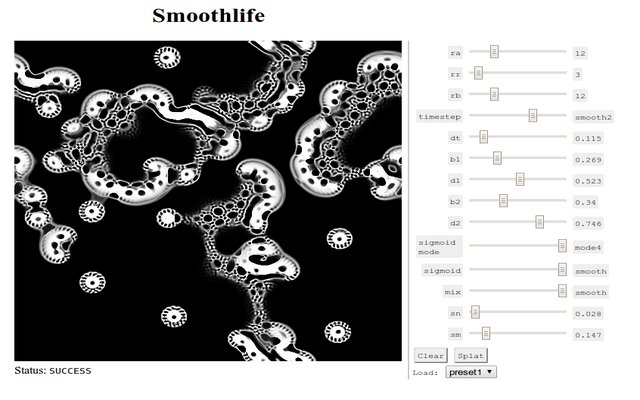 Smoothlife
ra 12
rr 3
rb 12
timestep smooth2
dt 0.115
b1 0.269
d1 0.523
b2 0.34
d2 0.746
sigmoid
mode mode4
sigmoid smooth
mix smooth
sn 0.028
sm 0.147
Clear Splat
Load: preset1
Status: SUCCESS